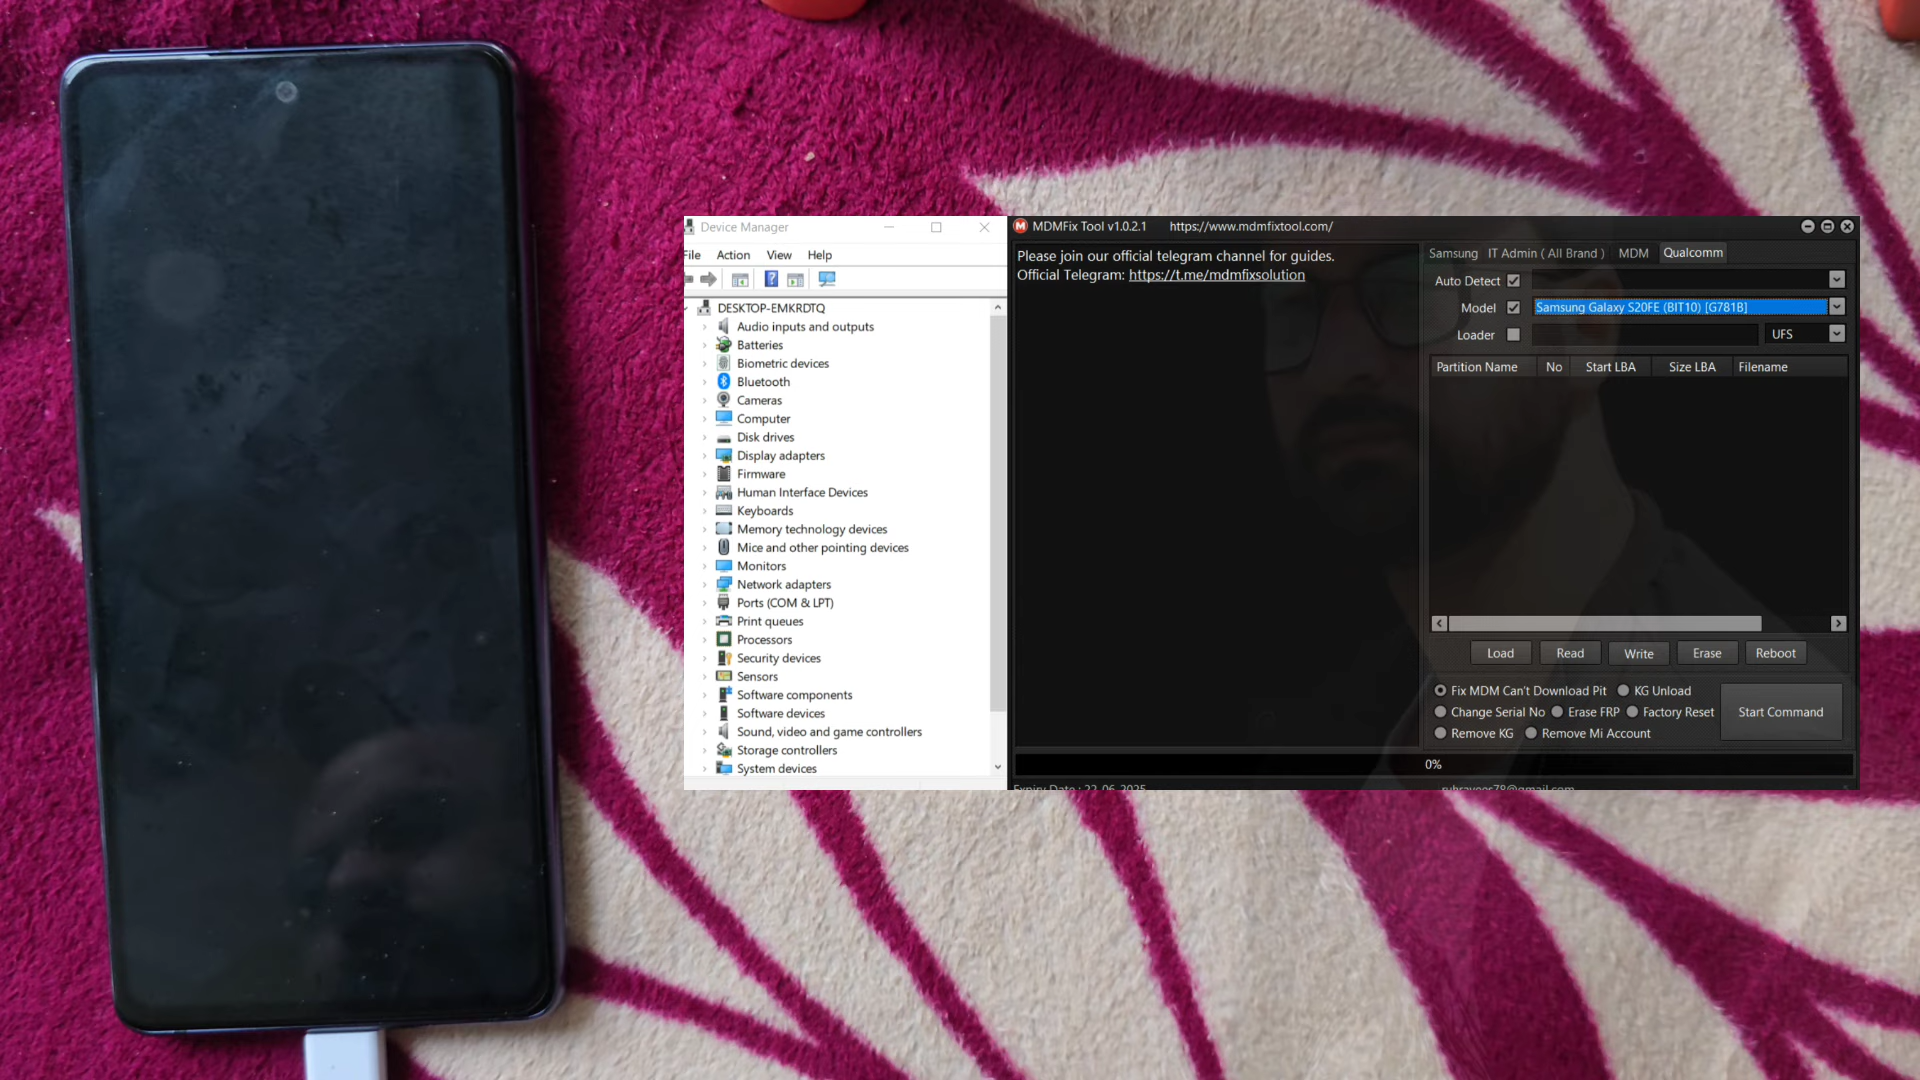 Device Manager
File Action View Help
DESKTOP-EMKRDTQ
Audio inputs and outputs
Batteries
Biometric devices
Bluetooth
Cameras
Computer
Disk drives
Display adapters
Firmware
Human Interface Devices
Keyboards
Memory technology devices
Mice and other pointing devices
Monitors
Network adapters
Ports (COM & LPT)
Print queues
Processors
Security devices
Sensors
Software components
Software devices
Sound, video and game controllers
Storage controllers
System devices
MDMFix Tool v1.0.2.1 https://www.mdmfixtool.com/
Please join our official telegram channel for guides.
Official Telegram: https://t.me/mdmfixsolution
Samsung IT Admin ( All Brand ) MDM Qualcomm
Auto Detect
Model Samsung Galaxy S20FE (BIT10) [G781B]
Loader UFS
Partition Name No Start LBA Size LBA Filename
Load Read Write Erase Reboot
Fix MDM Can't Download Pit KG Unload
Change Serial No Erase FRP Factory Reset
Remove KG Remove Mi Account
Start Command
0%
Expiry Date : 22-06-2025